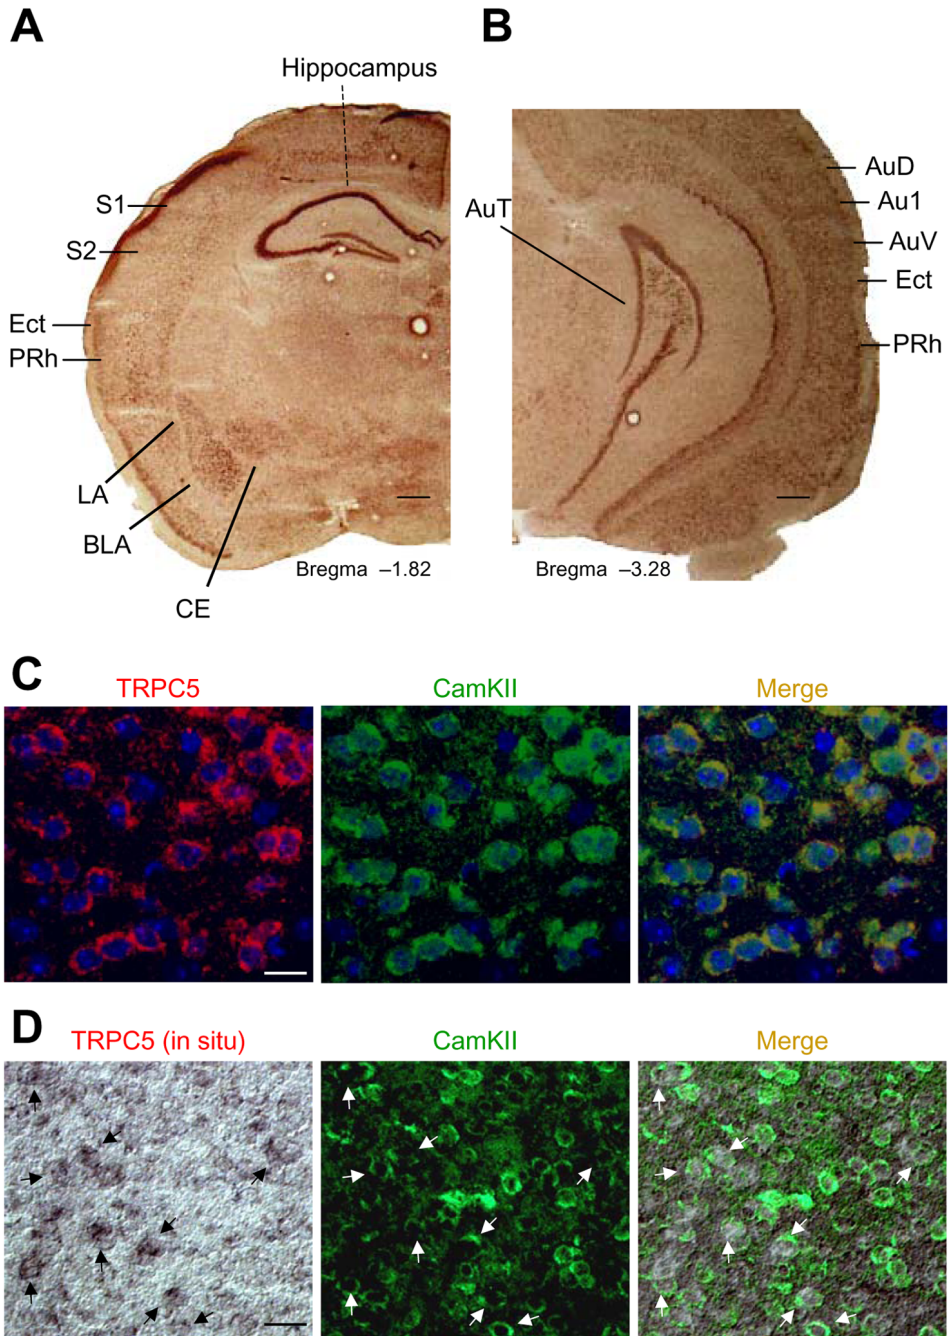 A
B
Hippocampus
S1
S2
Ect
PRh
LA
BLA
CE
Bregma –1.82
AuT
AuD
Au1
AuV
Ect
PRh
Bregma –3.28
C
TRPC5
CamKII
Merge
D
TRPC5 (in situ)
CamKII
Merge